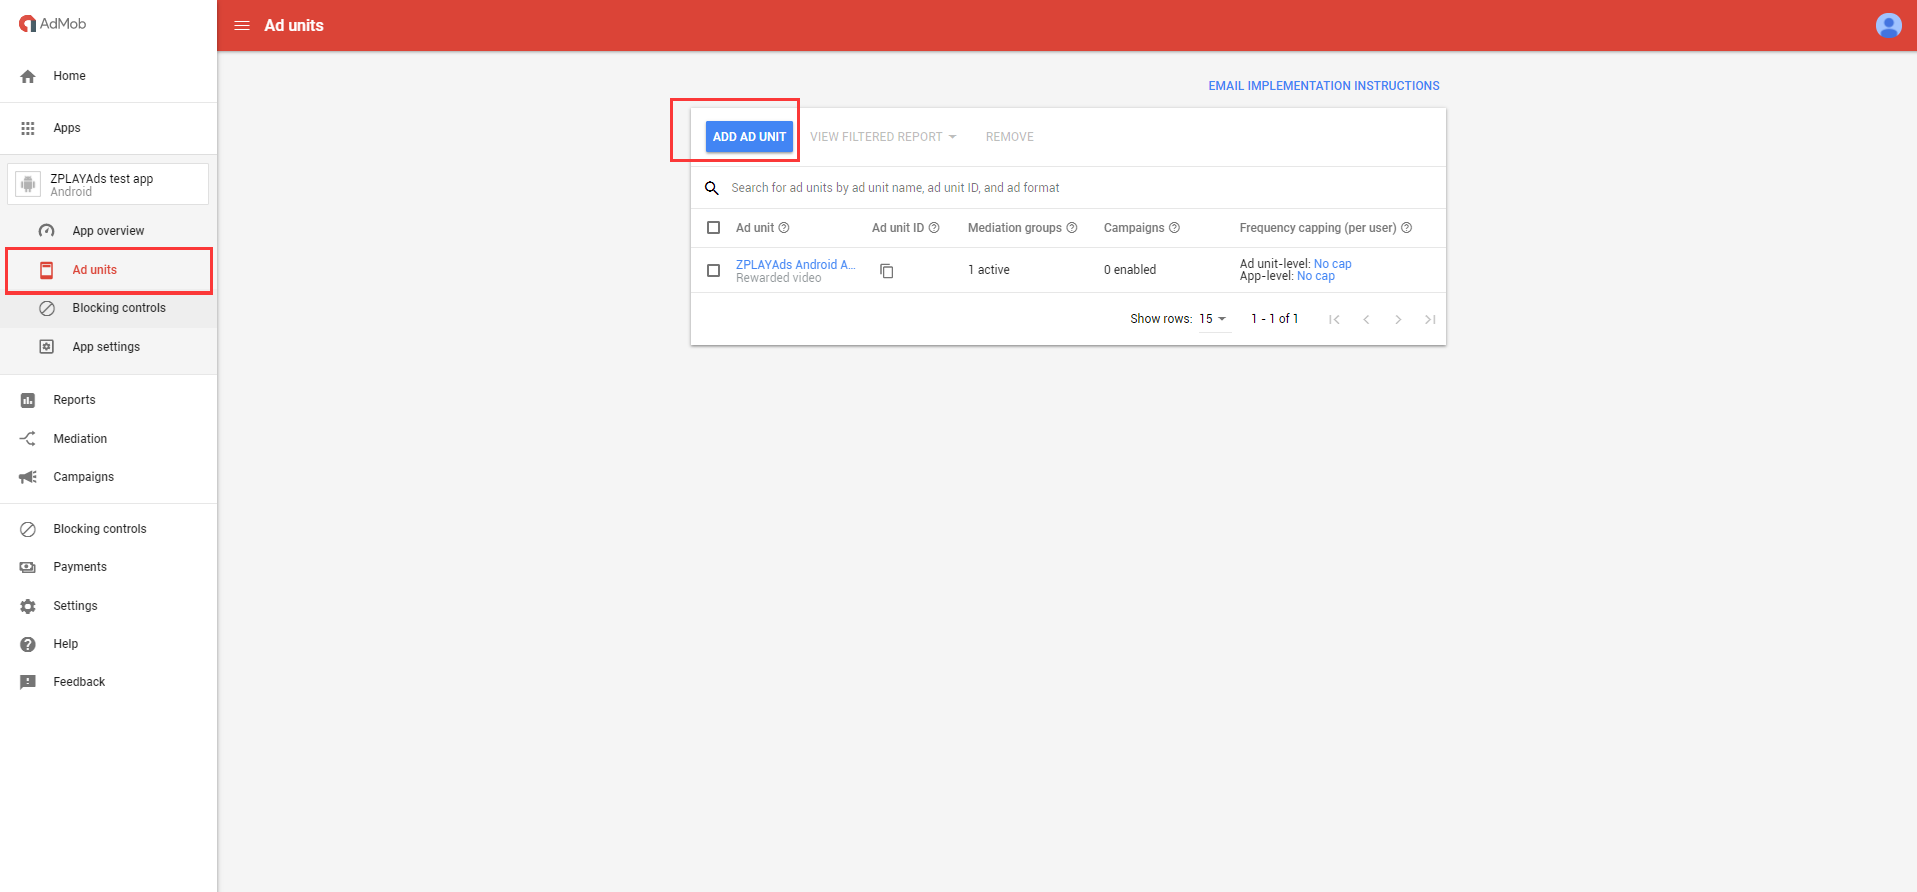 AdMob
Ad units
Home
Apps
ZPLAYAds test app
Android
App overview
Ad units
Blocking controls
App settings
Reports
Mediation
Campaigns
Blocking controls
Payments
Settings
Help
Feedback
EMAIL IMPLEMENTATION INSTRUCTIONS
ADD AD UNIT VIEW FILTERED REPORT REMOVE
Search for ad units by ad unit name, ad unit ID, and ad format
Ad unit Ad unit ID Mediation groups Campaigns Frequency capping (per user)
ZPLAYAds Android A... 1 active 0 enabled Ad unit-level: No cap
Rewarded video App-level: No cap
Show rows: 15 1 - 1 of 1